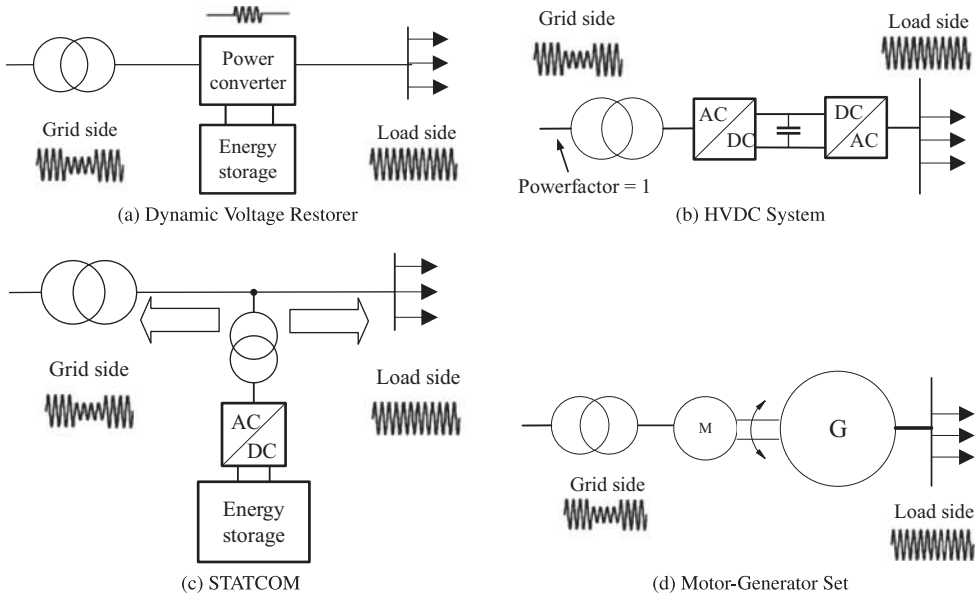 Power
converter
Grid side
Energy
storage
Load side
(a) Dynamic Voltage Restorer
Grid side
Load side
AC
DC
DC
AC
Powerfactor = 1
(b) HVDC System
Grid side
Load side
AC
DC
Energy
storage
(c) STATCOM
M
G
Grid side
Load side
(d) Motor-Generator Set